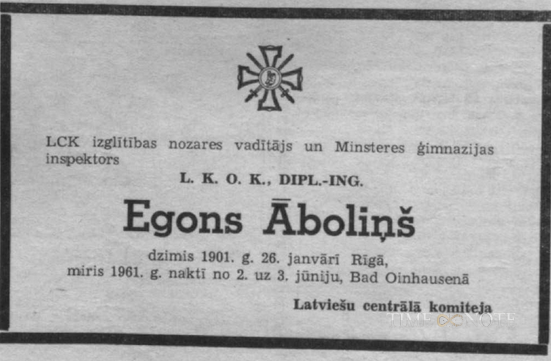 LCK izglītības nozares vadītājs un Minsteres ģimnazijas
inspektors
L. K. O. K., DIPL.-ING.
Egons Āboliņš
dzimis 1901. g. 26. janvārī Rīgā,
miris 1961. g. naktī no 2. uz 3. jūniju, Bad Oinhausenā
Latviešu centrālā komiteja